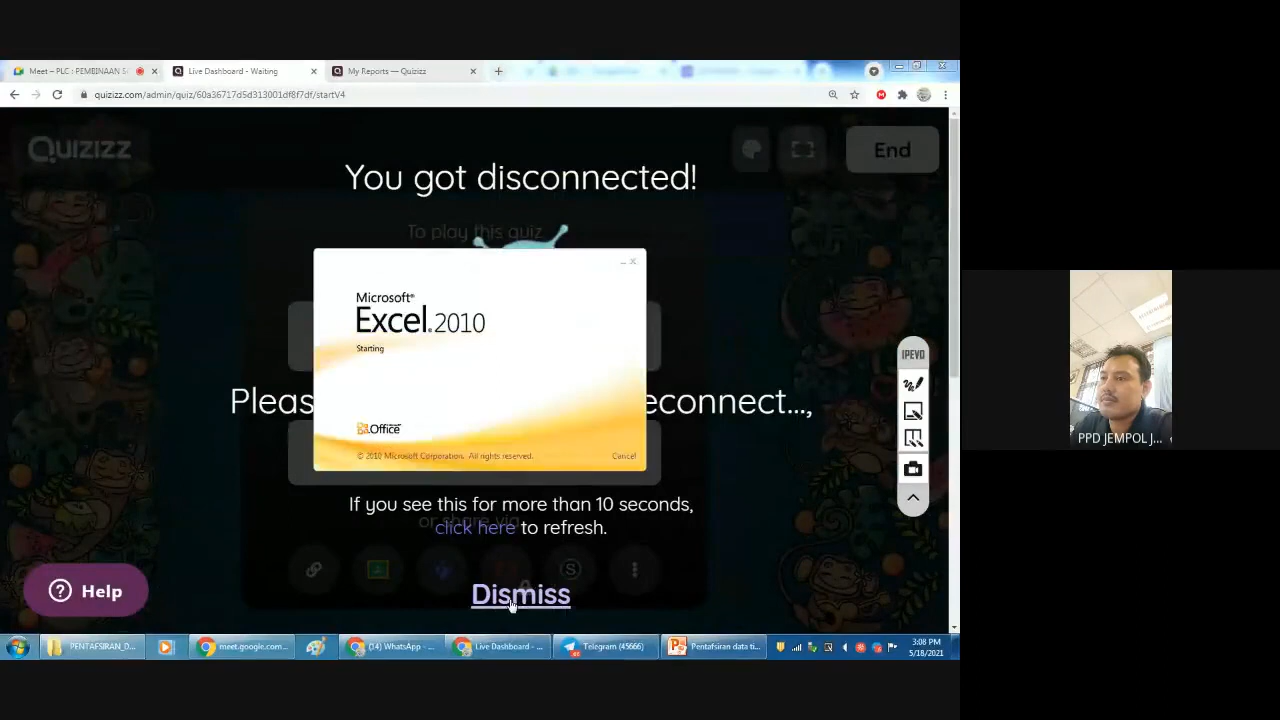 Meet – PLC : PEMBINAAN S
Live Dashboard - Waiting
My Reports — Quizizz
quizizz.com/admin/quiz/60a36717d5d313001df8f7df/startV4
QUIZIZZ
End
You got disconnected!
To play this quiz
Microsoft®
Excel®2010
Starting
Office
© 2010 Microsoft Corporation. All rights reserved.
Cancel
Pleas
econnect...,
If you see this for more than 10 seconds,
or share via
click here to refresh.
Dismiss
Help
IPEVO
PPD JEMPOL J...
PENTAFSIRAN_D...
meet.google.com...
(14) WhatsApp - ...
Live Dashboard - ...
Telegram (45666)
Pentafsiran data ti...
3:08 PM
5/18/2021